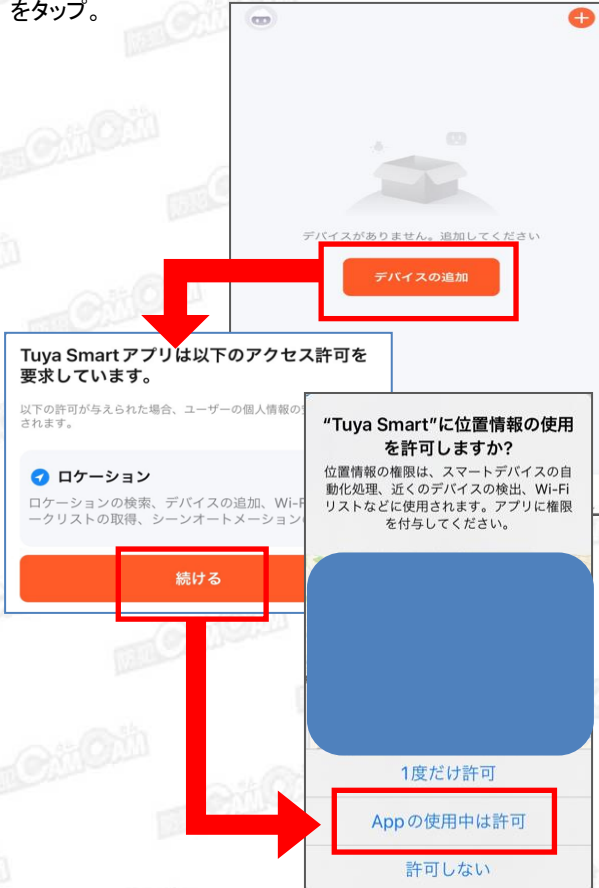 をタップ。
デバイスがありません。追加してください
デバイスの追加
Tuya Smartアプリは以下のアクセス許可を
要求しています。
以下の許可が与えられた場合、ユーザーの個人情報の
されます。
ロケーション
ロケーションの検索、デバイスの追加、Wi-F
ークリストの取得、シーンオートメーション
続ける
“Tuya Smart”に位置情報の使用
を許可しますか?
位置情報の権限は、スマートデバイスの自
動化処理、近くのデバイスの検出、Wi-Fi
リストなどに使用されます。アプリに権限
を付与してください。
1度だけ許可
Appの使用中は許可
許可しない
防犯CAMCAM